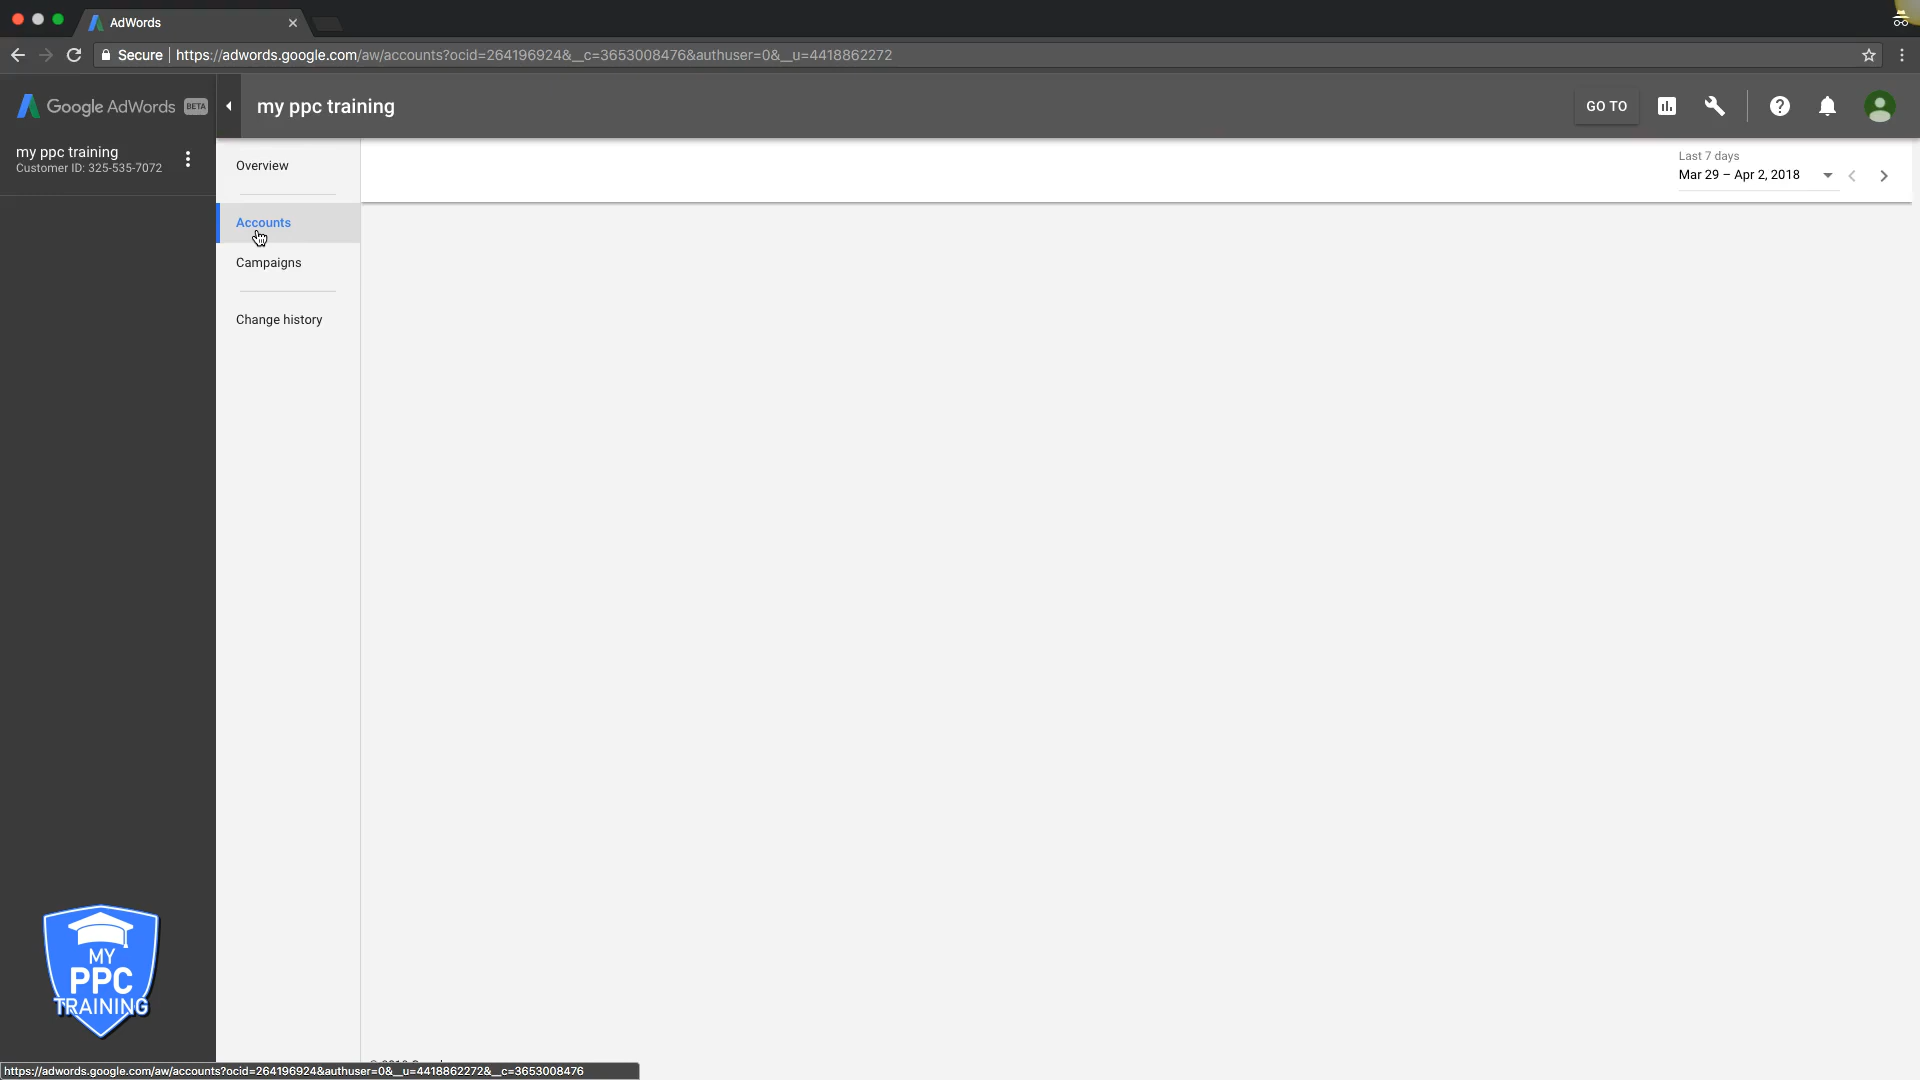 AdWords
Secure
https://adwords.google.com/aw/accounts?ocid=264196924&__c=3653008476&authuser=0&__u=4418862272
Google AdWords BETA
my ppc training
GO TO
my ppc training
Customer ID: 325-535-7072
Overview
Accounts
Campaigns
Change history
Last 7 days
Mar 29 – Apr 2, 2018
MY
PPC
TRAINING
https://adwords.google.com/aw/accounts?ocid=264196924&authuser=0&__u=4418862272&__c=3653008476